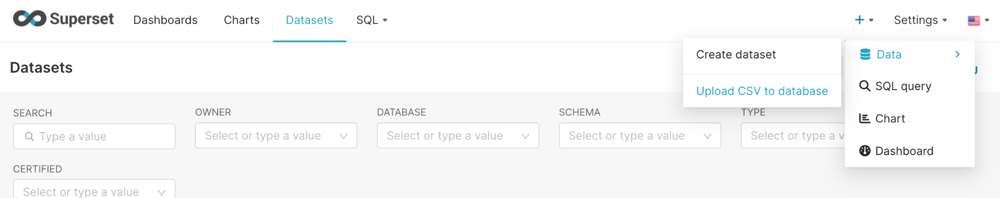 Superset Dashboards Charts Datasets SQL + Settings
Create dataset
Data
Datasets
Upload CSV to database
SQL query
SEARCH OWNER DATABASE SCHEMA TYPE
Type a value Select or type a value Select or type a value Select or type a value Select or type a v
Chart
Dashboard
CERTIFIED
Select or type a value